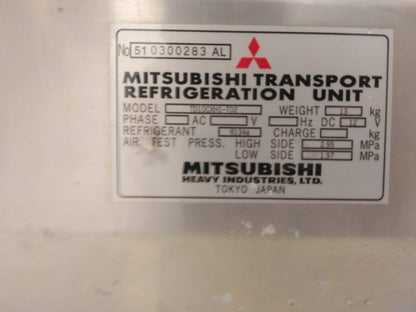 No 510300283 AL
MITSUBISHI TRANSPORT
REFRIGERATION UNIT
MODEL WEIGHT 13 kg
PHASE AC V Hz DC 12 V
REFRIGERANT R134a CHARGE kg
AIR TEST PRESS. HIGH SIDE 2.95 MPa
LOW SIDE 1.97 MPa
MITSUBISHI
HEAVY INDUSTRIES, LTD.
TOKYO JAPAN